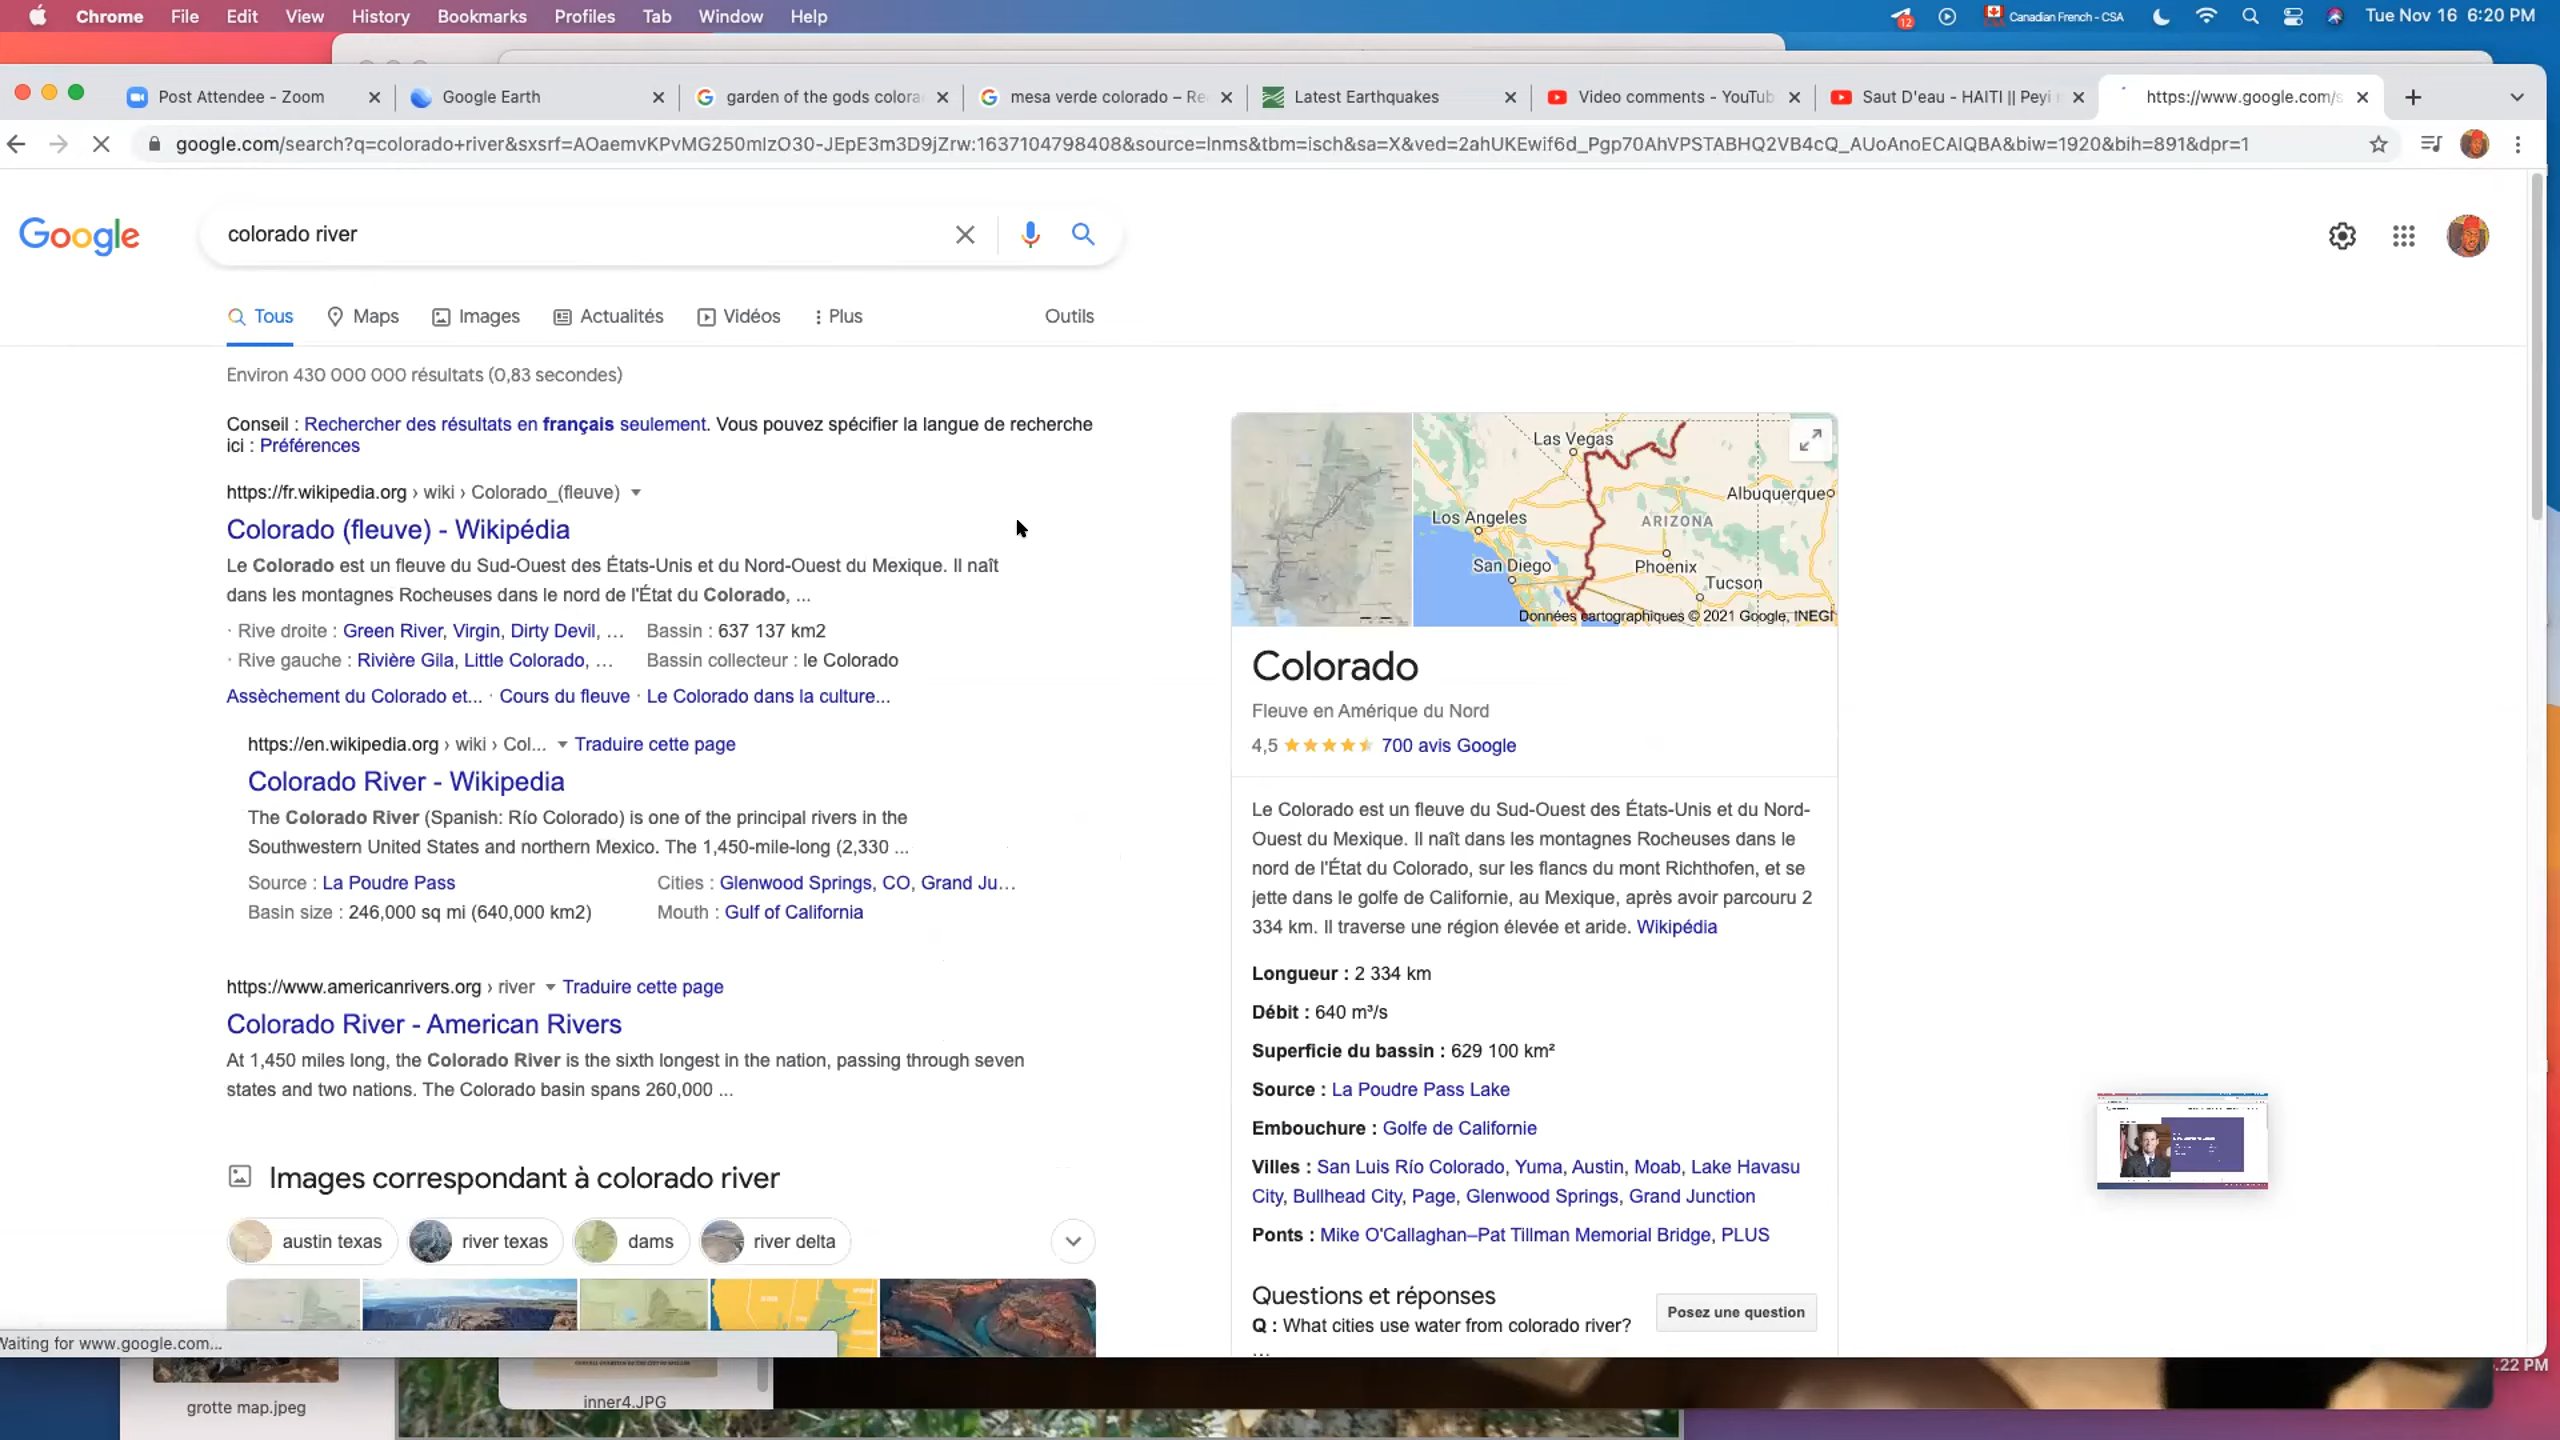 Chrome File Edit View History Bookmarks Profiles Tab Window Help
12 Canadian French - CSA Tue Nov 16 6:20 PM
Post Attendee - Zoom
Google Earth
garden of the gods colora
mesa verde colorado – Re
Latest Earthquakes
Video comments - YouTub
Saut D'eau - HAITI || Peyi
https://www.google.com/s
google.com/search?q=colorado+river&sxsrf=AOaemvKPvMG250mIzO30-JEpE3m3D9jZrw:1637104798408&source=lnms&tbm=isch&sa=X&ved=2ahUKEwif6d_Pgp70AhVPSTABHQ2VB4cQ_AUoAnoECAIQBA&biw=1920&bih=891&dpr=1
Google
colorado river
Tous Maps Images Actualités Vidéos Plus Outils
Environ 430 000 000 résultats (0,83 secondes)
Conseil : Rechercher des résultats en français seulement. Vous pouvez spécifier la langue de recherche
ici : Préférences
https://fr.wikipedia.org › wiki › Colorado_(fleuve)
Colorado (fleuve) - Wikipédia
Le Colorado est un fleuve du Sud-Ouest des États-Unis et du Nord-Ouest du Mexique. Il naît
dans les montagnes Rocheuses dans le nord de l'État du Colorado, ...
· Rive droite : Green River, Virgin, Dirty Devil, … Bassin : 637 137 km2
· Rive gauche : Rivière Gila, Little Colorado, … Bassin collecteur : le Colorado
Assèchement du Colorado et... · Cours du fleuve · Le Colorado dans la culture...
https://en.wikipedia.org › wiki › Col... Traduire cette page
Colorado River - Wikipedia
The Colorado River (Spanish: Río Colorado) is one of the principal rivers in the
Southwestern United States and northern Mexico. The 1,450-mile-long (2,330 ...
Source : La Poudre Pass Cities : Glenwood Springs, CO, Grand Ju…
Basin size : 246,000 sq mi (640,000 km2) Mouth : Gulf of California
https://www.americanrivers.org › river Traduire cette page
Colorado River - American Rivers
At 1,450 miles long, the Colorado River is the sixth longest in the nation, passing through seven
states and two nations. The Colorado basin spans 260,000 ...
Images correspondant à colorado river
austin texas river texas dams river delta
Waiting for www.google.com...
Las Vegas
Albuquerque
Los Angeles
ARIZONA
San Diego
Phoenix
Tucson
Données cartographiques © 2021 Google, INEGI
Colorado
Fleuve en Amérique du Nord
4,5 700 avis Google
Le Colorado est un fleuve du Sud-Ouest des États-Unis et du Nord-
Ouest du Mexique. Il naît dans les montagnes Rocheuses dans le
nord de l'État du Colorado, sur les flancs du mont Richthofen, et se
jette dans le golfe de Californie, au Mexique, après avoir parcouru 2
334 km. Il traverse une région élevée et aride. Wikipédia
Longueur : 2 334 km
Débit : 640 m³/s
Superficie du bassin : 629 100 km²
Source : La Poudre Pass Lake
Embouchure : Golfe de Californie
Villes : San Luis Río Colorado, Yuma, Austin, Moab, Lake Havasu
City, Bullhead City, Page, Glenwood Springs, Grand Junction
Ponts : Mike O'Callaghan–Pat Tillman Memorial Bridge, PLUS
Questions et réponses
Posez une question
Q : What cities use water from colorado river?
...
.22 PM
grotte map.jpeg
inner4.JPG